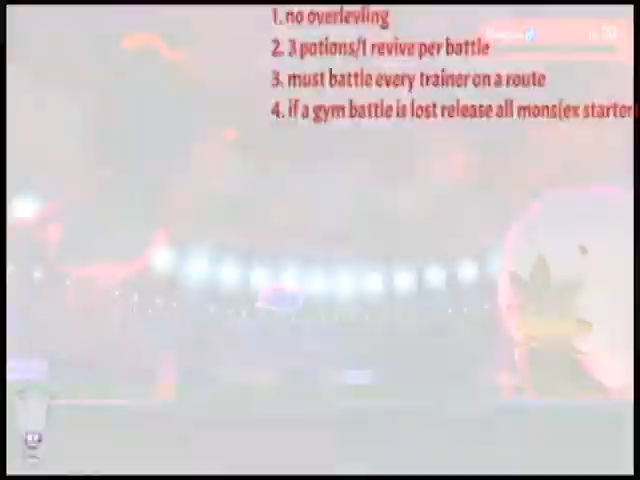 1. no overlevling
2. 3 potions/1 revive per battle
3. must battle every trainer on a route
4. if a gym battle is lost release all mons(ex starter